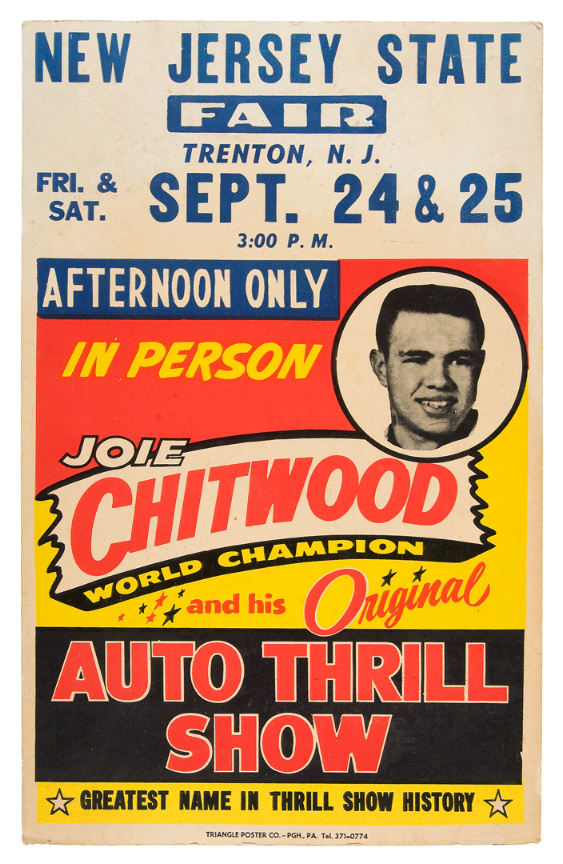 NEW JERSEY STATE
FAIR
TRENTON, N. J.
FRI. &
SAT.
SEPT. 24 & 25
3:00 P. M.
AFTERNOON ONLY
IN PERSON
JOIE
CHITWOOD
WORLD CHAMPION
and his Original
AUTO THRILL
SHOW
GREATEST NAME IN THRILL SHOW HISTORY
TRIANGLE POSTER CO. – PGH., PA. Tel. 371-0774